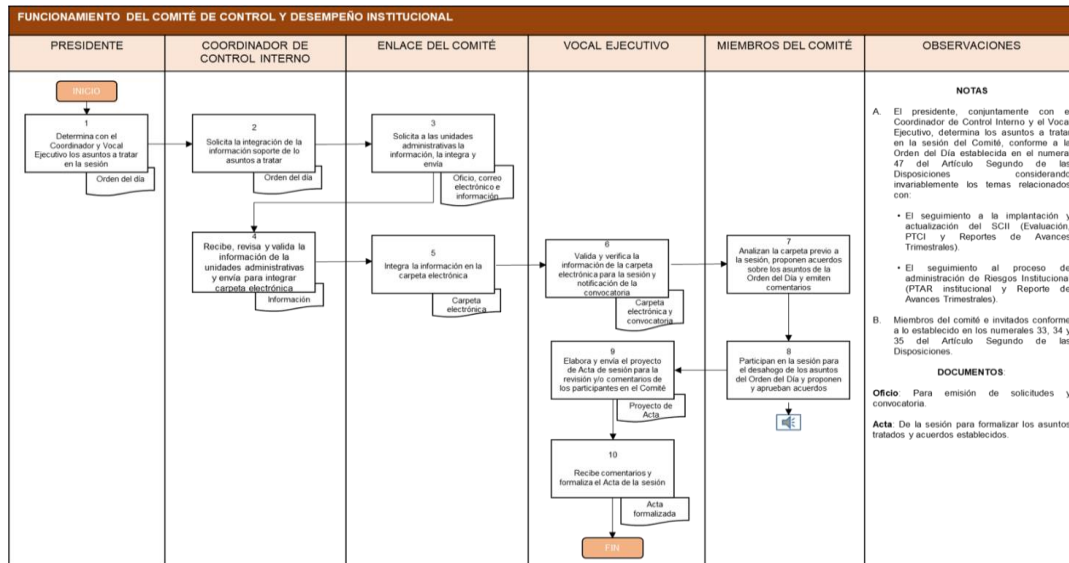 FUNCIONAMIENTO DEL COMITÉ DE CONTROL Y DESEMPEÑO INSTITUCIONAL
PRESIDENTE
COORDINADOR DE
CONTROL INTERNO
ENLACE DEL COMITÉ
VOCAL EJECUTIVO
MIEMBROS DEL COMITÉ
OBSERVACIONES
INICIO
1
Determina con el
Coordinador y Vocal
Ejecutivo los asuntos a tratar
en la sesión
Orden del día
2
Solicita la integración de la
información soporte de lo
asuntos a tratar
Orden del día
3
Solicita a las unidades
administrativas la
información, la integra y
envía
Oficio, correo
electrónico e
información
4
Recibe, revisa y valida la
información de la
unidades administrativas
y envía para integrar
carpeta electrónica
Información
5
Integra la información en la
carpeta electrónica
Carpeta
electrónica
6
Valida y verifica la
información de la carpeta
electrónica para la sesión y
notificación de la
convocatoria
Carpeta
electrónica y
convocatoria
7
Analizan la carpeta previo a
la sesión, proponen acuerdos
sobre los asuntos de la
Orden del Día y emiten
comentarios
8
Participan en la sesión para
el desahogo de los asuntos
del Orden del Día y proponen
y aprueban acuerdos
9
Elabora y envía el proyecto
de Acta de sesión para la
revisión y/o comentarios de
los participantes en el Comité
Proyecto de
Acta
10
Recibe comentarios y
formaliza el Acta de la sesión
Acta
formalizada
FIN
NOTAS
A. El presidente, conjuntamente con e
Coordinador de Control Interno y el Voca
Ejecutivo, determina los asuntos a trata
en la sesión del Comité, conforme a la
Orden del Día establecida en el numera
47 del Artículo Segundo de las
Disposiciones considerando
invariablemente los temas relacionados
con:
• El seguimiento a la implantación y
actualización del SCII (Evaluación,
PTCI y Reportes de Avances
Trimestrales).
• El seguimiento al proceso de
administración de Riesgos Instituciona
(PTAR institucional y Reporte de
Avances Trimestrales).
B. Miembros del comité e invitados conforme
a lo establecido en los numerales 33, 34 y
35 del Artículo Segundo de las
Disposiciones.
DOCUMENTOS:
Oficio: Para emisión de solicitudes y
convocatoria.
Acta: De la sesión para formalizar los asuntos
tratados y acuerdos establecidos.